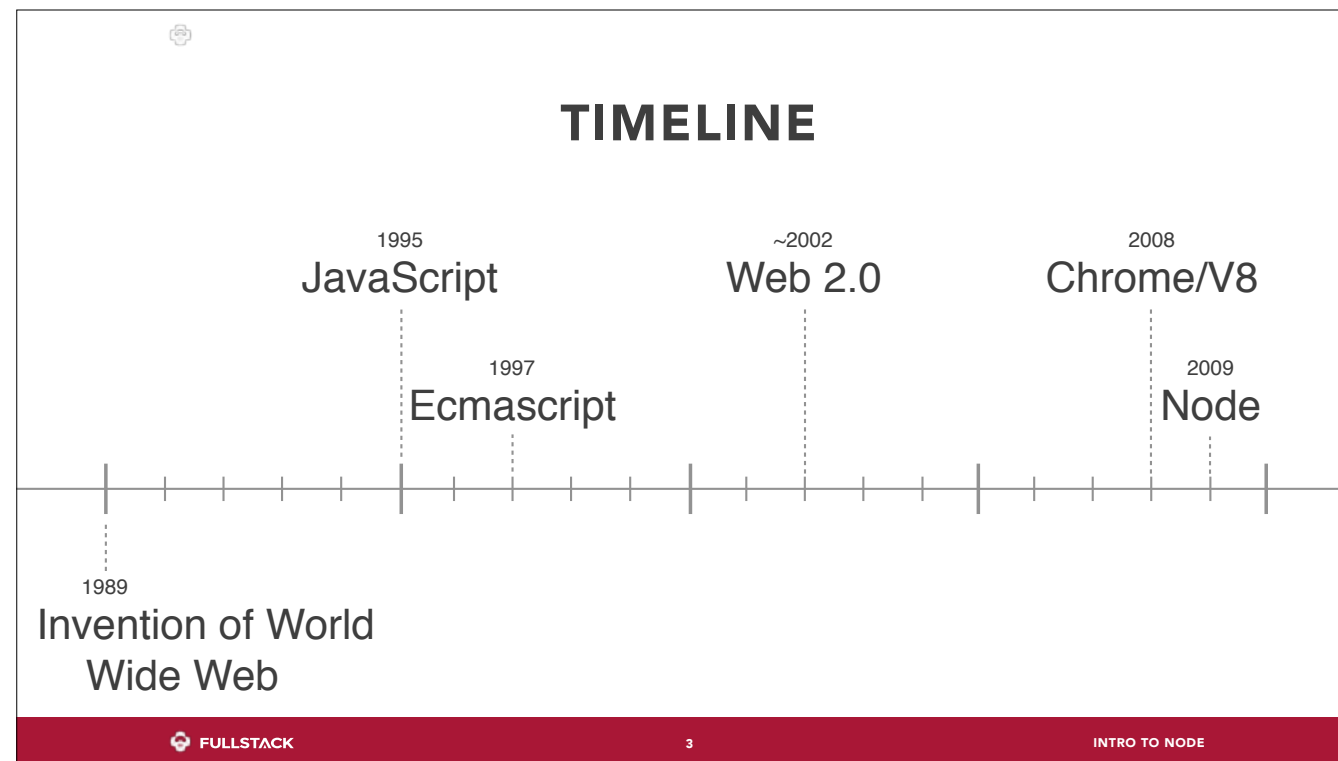 TIMELINE
1995
JavaScript
~2002
Web 2.0
2008
Chrome/V8
1997
Ecmascript
2009
Node
1989
Invention of World
Wide Web
FULLSTACK
3
INTRO TO NODE